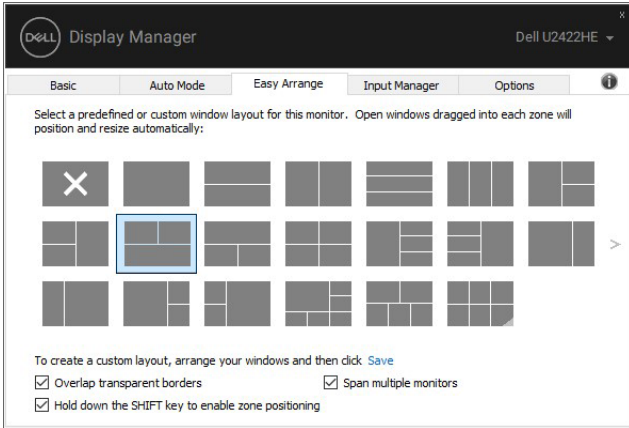 DELL Display Manager
Dell U2422HE
x
Basic Auto Mode Easy Arrange Input Manager Options
Select a predefined or custom window layout for this monitor. Open windows dragged into each zone will
position and resize automatically:
>
To create a custom layout, arrange your windows and then click Save
Overlap transparent borders
Span multiple monitors
Hold down the SHIFT key to enable zone positioning